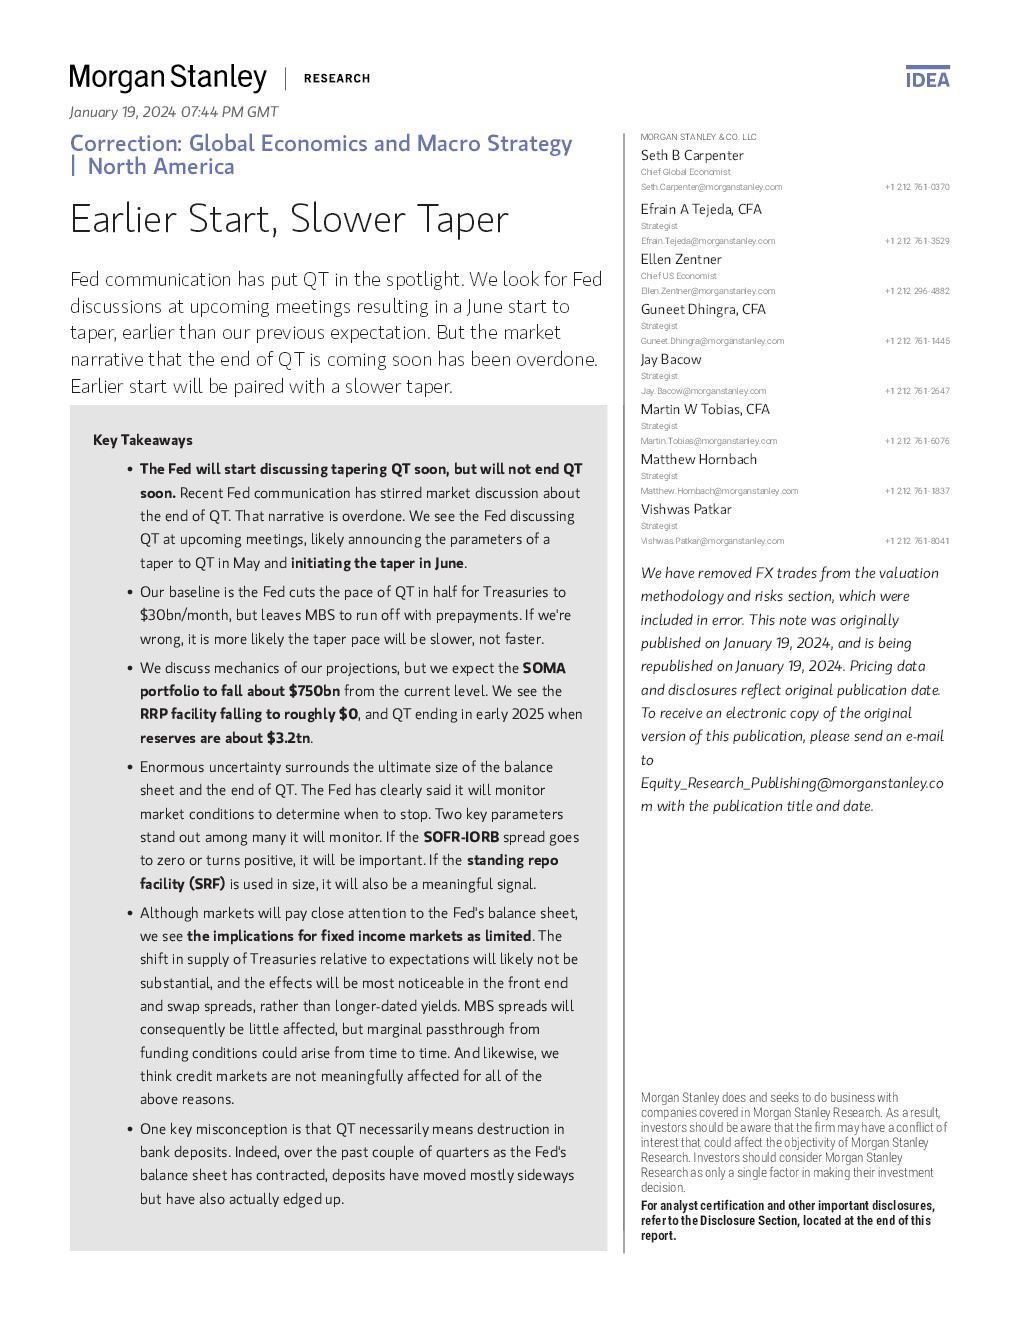 Morgan Stanley | RESEARCH
IDEA
January 19, 2024 07:44 PM GMT
Correction: Global Economics and Macro Strategy
| North America
Earlier Start, Slower Taper
Fed communication has put QT in the spotlight. We look for Fed
discussions at upcoming meetings resulting in a June start to
taper, earlier than our previous expectation. But the market
narrative that the end of QT is coming soon has been overdone.
Earlier start will be paired with a slower taper.
Key Takeaways
• The Fed will start discussing tapering QT soon, but will not end QT
soon. Recent Fed communication has stirred market discussion about
the end of QT. That narrative is overdone. We see the Fed discussing
QT at upcoming meetings, likely announcing the parameters of a
taper to QT in May and initiating the taper in June.
• Our baseline is the Fed cuts the pace of QT in half for Treasuries to
$30bn/month, but leaves MBS to run off with prepayments. If we're
wrong, it is more likely the taper pace will be slower, not faster.
• We discuss mechanics of our projections, but we expect the SOMA
portfolio to fall about $750bn from the current level. We see the
RRP facility falling to roughly $0, and QT ending in early 2025 when
reserves are about $3.2tn.
• Enormous uncertainty surrounds the ultimate size of the balance
sheet and the end of QT. The Fed has clearly said it will monitor
market conditions to determine when to stop. Two key parameters
stand out among many it will monitor. If the SOFR-IORB spread goes
to zero or turns positive, it will be important. If the standing repo
facility (SRF) is used in size, it will also be a meaningful signal.
• Although markets will pay close attention to the Fed's balance sheet,
we see the implications for fixed income markets as limited. The
shift in supply of Treasuries relative to expectations will likely not be
substantial, and the effects will be most noticeable in the front end
and swap spreads, rather than longer-dated yields. MBS spreads will
consequently be little affected, but marginal passthrough from
funding conditions could arise from time to time. And likewise, we
think credit markets are not meaningfully affected for all of the
above reasons.
• One key misconception is that QT necessarily means destruction in
bank deposits. Indeed, over the past couple of quarters as the Fed's
balance sheet has contracted, deposits have moved mostly sideways
but have also actually edged up.
MORGAN STANLEY & CO. LLC
Seth B Carpenter
Chief Global Economist
Seth.Carpenter@morganstanley.com +1 212 761-0370
Efrain A Tejeda, CFA
Strategist
Efrain.Tejeda@morganstanley.com +1 212 761-3529
Ellen Zentner
Chief US Economist
Ellen.Zentner@morganstanley.com +1 212 296-4882
Guneet Dhingra, CFA
Strategist
Guneet.Dhingra@morganstanley.com +1 212 761-1445
Jay Bacow
Strategist
Jay.Bacow@morganstanley.com +1 212 761-2647
Martin W Tobias, CFA
Strategist
Martin.Tobias@morganstanley.com +1 212 761-6076
Matthew Hornbach
Strategist
Matthew.Hornbach@morganstanley.com +1 212 761-1837
Vishwas Patkar
Strategist
Vishwas.Patkar@morganstanley.com +1 212 761-8041
We have removed FX trades from the valuation
methodology and risks section, which were
included in error. This note was originally
published on January 19, 2024, and is being
republished on January 19, 2024. Pricing data
and disclosures reflect original publication date.
To receive an electronic copy of the original
version of this publication, please send an e-mail
to
Equity_Research_Publishing@morganstanley.co
m with the publication title and date.
Morgan Stanley does and seeks to do business with
companies covered in Morgan Stanley Research. As a result,
investors should be aware that the firm may have a conflict of
interest that could affect the objectivity of Morgan Stanley
Research. Investors should consider Morgan Stanley
Research as only a single factor in making their investment
decision.
For analyst certification and other important disclosures,
refer to the Disclosure Section, located at the end of this
report.